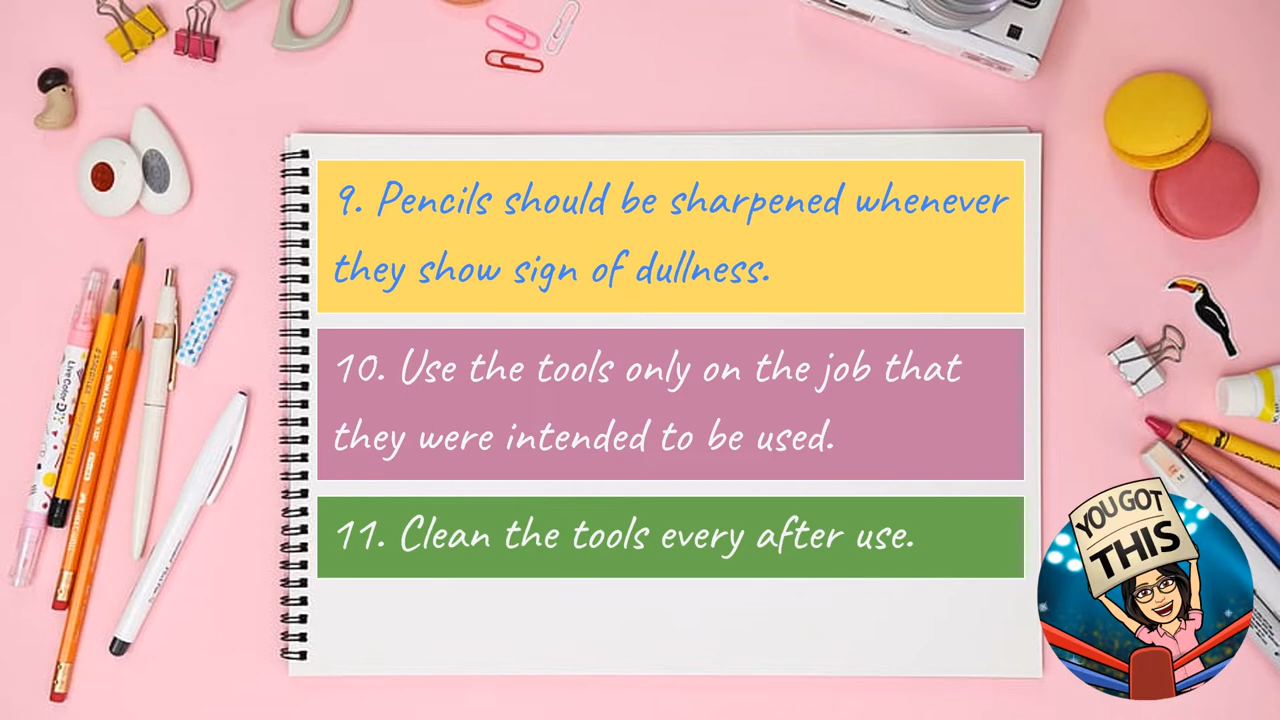 9. Pencils should be sharpened whenever
they show sign of dullness.
10. Use the tools only on the job that
they were intended to be used.
11. Clean the tools every after use.
YOU GOT
THIS